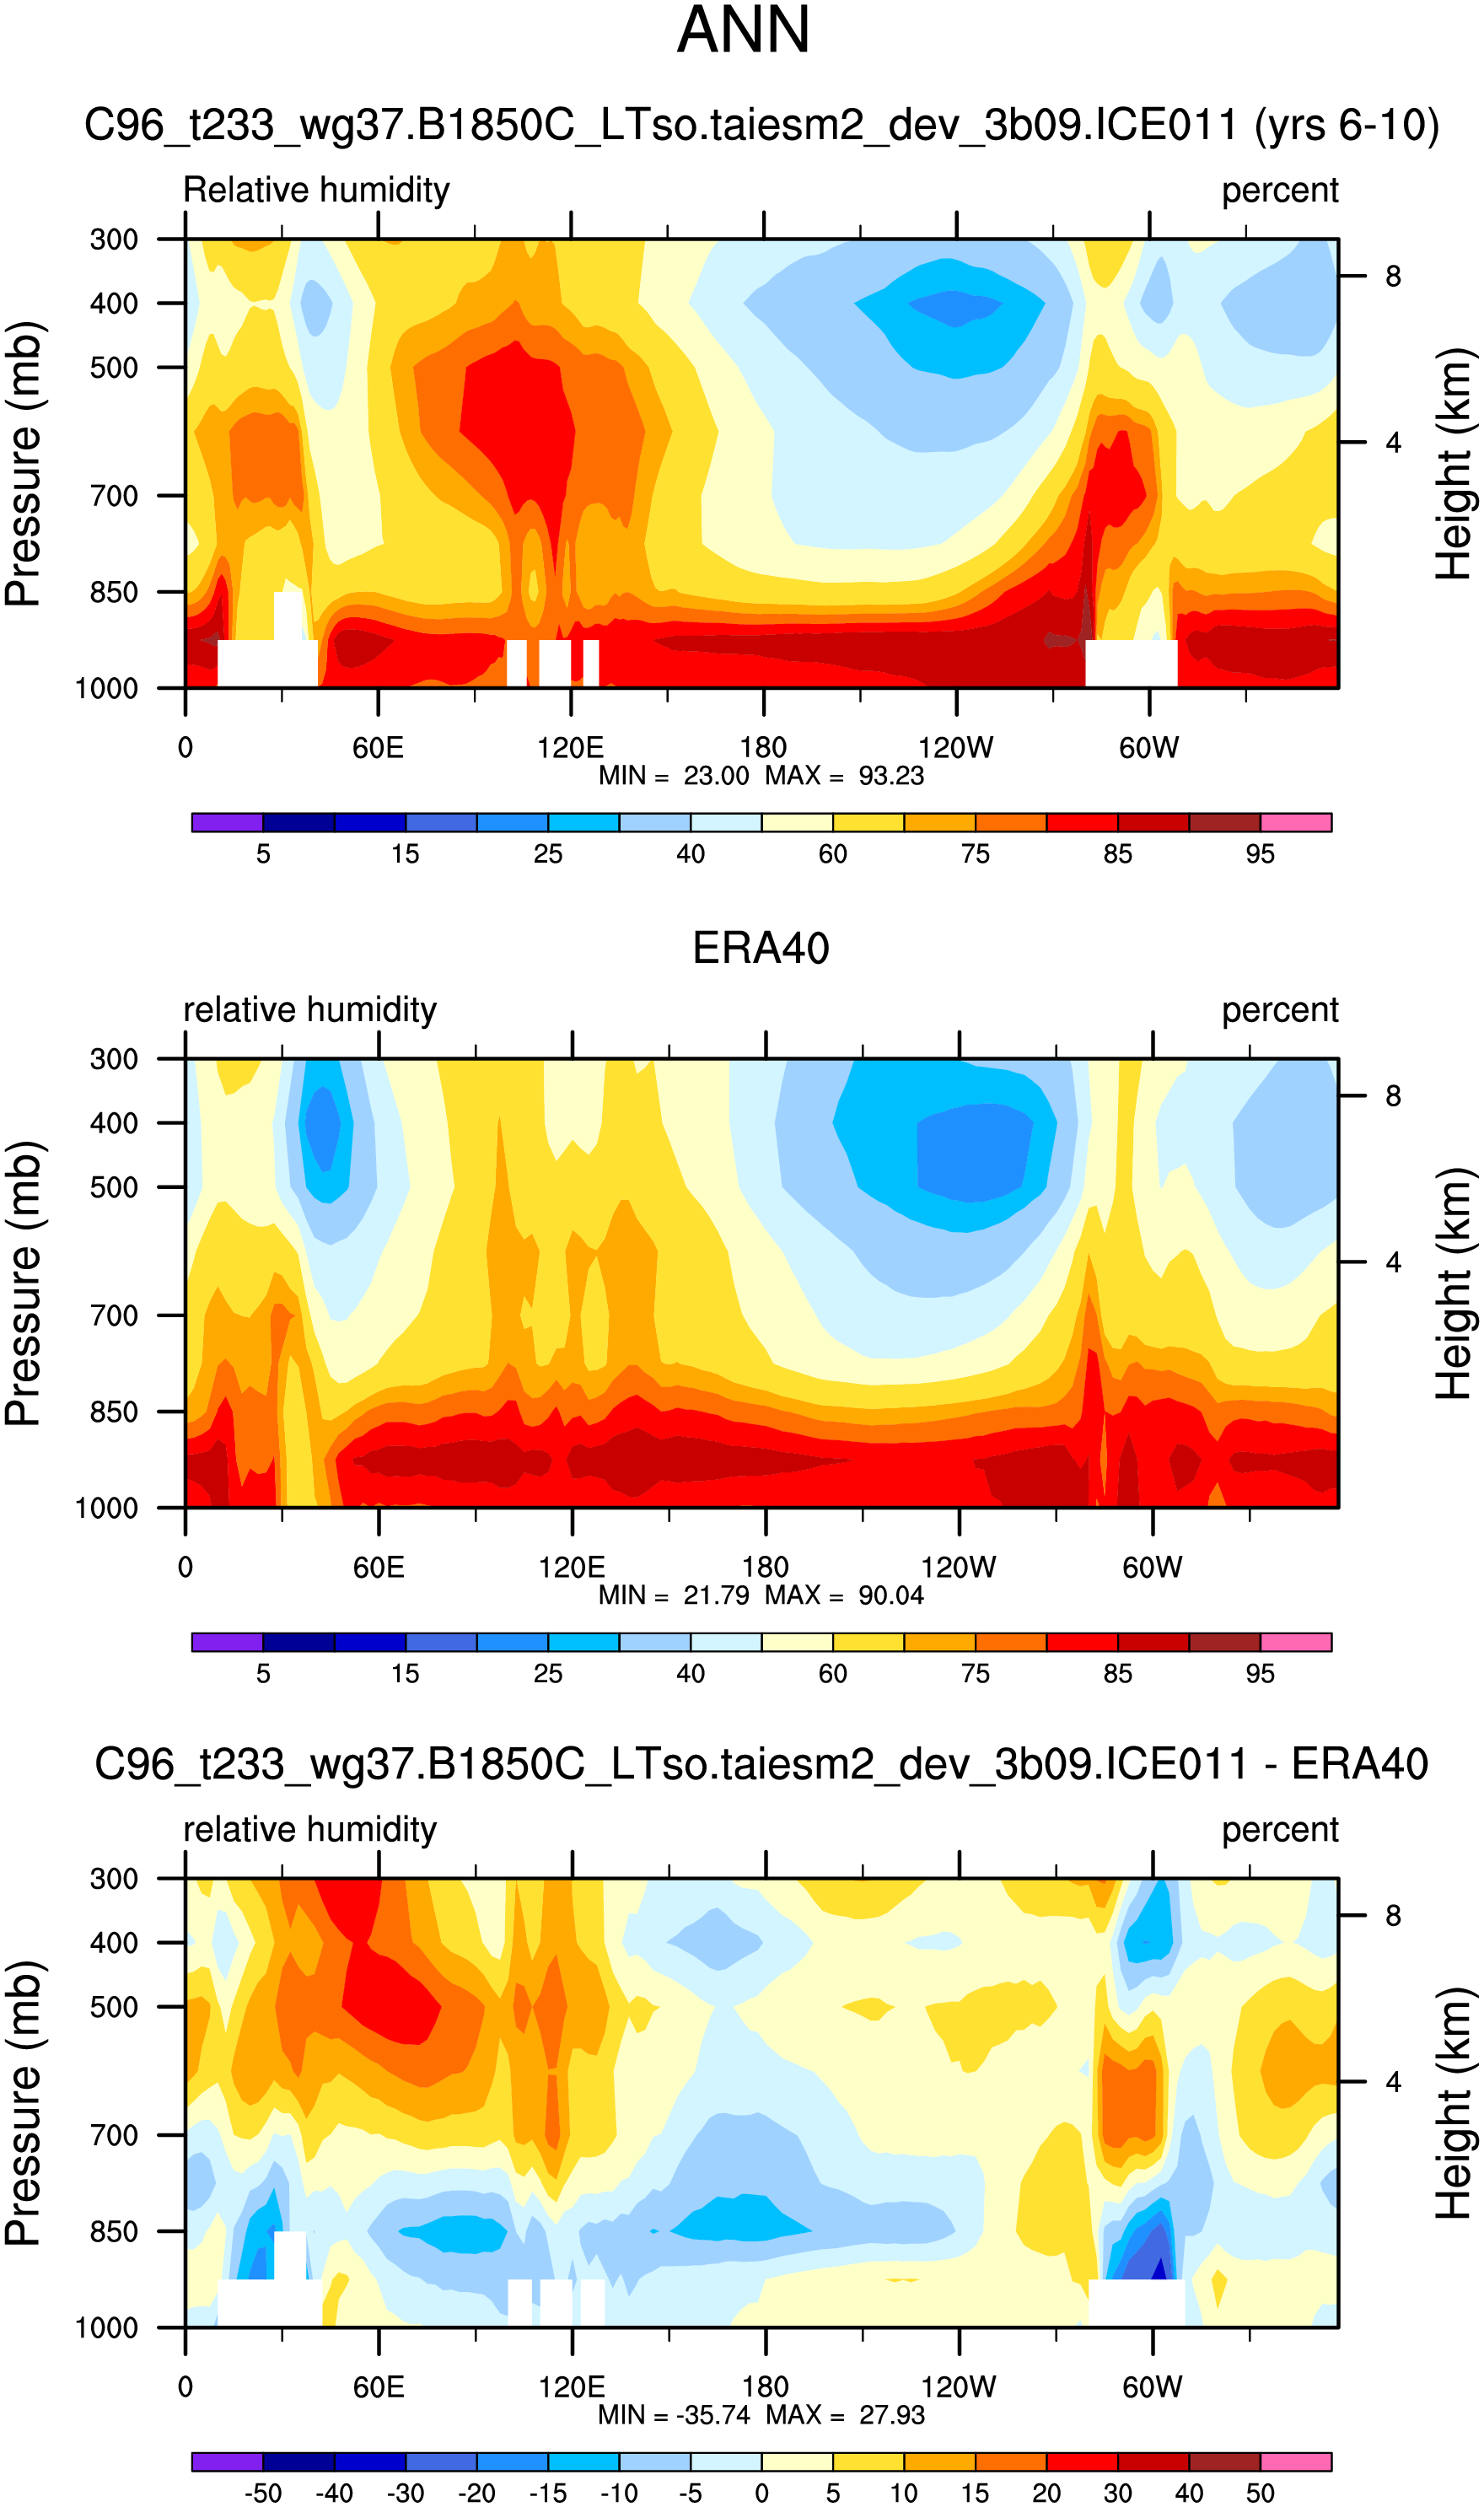 ANN
C96_t233_wg37.B1850C_LTso.taiesm2_dev_3b09.ICE011 (yrs 6-10)
Relative humidity percent
Pressure (mb)
300
400
500
700
850
1000
8
4
Height (km)
0 60E 120E 180 120W 60W
MIN = 23.00 MAX = 93.23
5 15 25 40 60 75 85 95
ERA40
relative humidity percent
Pressure (mb)
300
400
500
700
850
1000
8
4
Height (km)
0 60E 120E 180 120W 60W
MIN = 21.79 MAX = 90.04
5 15 25 40 60 75 85 95
C96_t233_wg37.B1850C_LTso.taiesm2_dev_3b09.ICE011 - ERA40
relative humidity percent
Pressure (mb)
300
400
500
700
850
1000
8
4
Height (km)
0 60E 120E 180 120W 60W
MIN = -35.74 MAX = 27.93
-50 -40 -30 -20 -15 -10 -5 0 5 10 15 20 30 40 50